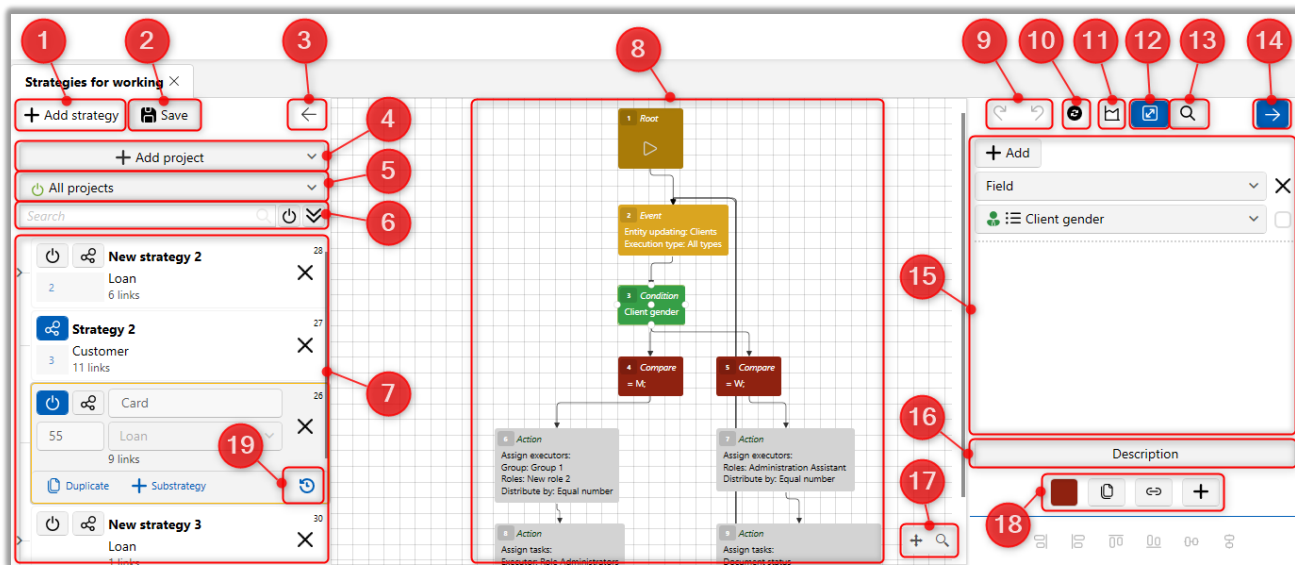 1
2
3
8
9
10
11
12
13
14
Strategies for working
Add strategy
Save
4
Add project
5
All projects
6
Search
7
New strategy 2
28
Loan
2
6 links
Strategy 2
27
Customer
3
11 links
Card
26
55
Loan
9 links
19
Duplicate
Substrategy
New strategy 3
30
Loan
1 links
1 Root
2 Event
Entity updating: Clients
Execution type: All types
3 Condition
Client gender
4 Compare
= M;
5 Compare
= W;
6 Action
Assign executors:
Group: Group 1
Roles: New role 2
Distribute by: Equal number
7 Action
Assign executors:
Roles: Administration Assistant
Distribute by: Equal number
8 Action
Assign tasks:
Executor: Role Administrators
9 Action
Assign tasks:
Document status
17
Add
Field
Client gender
15
16
Description
18